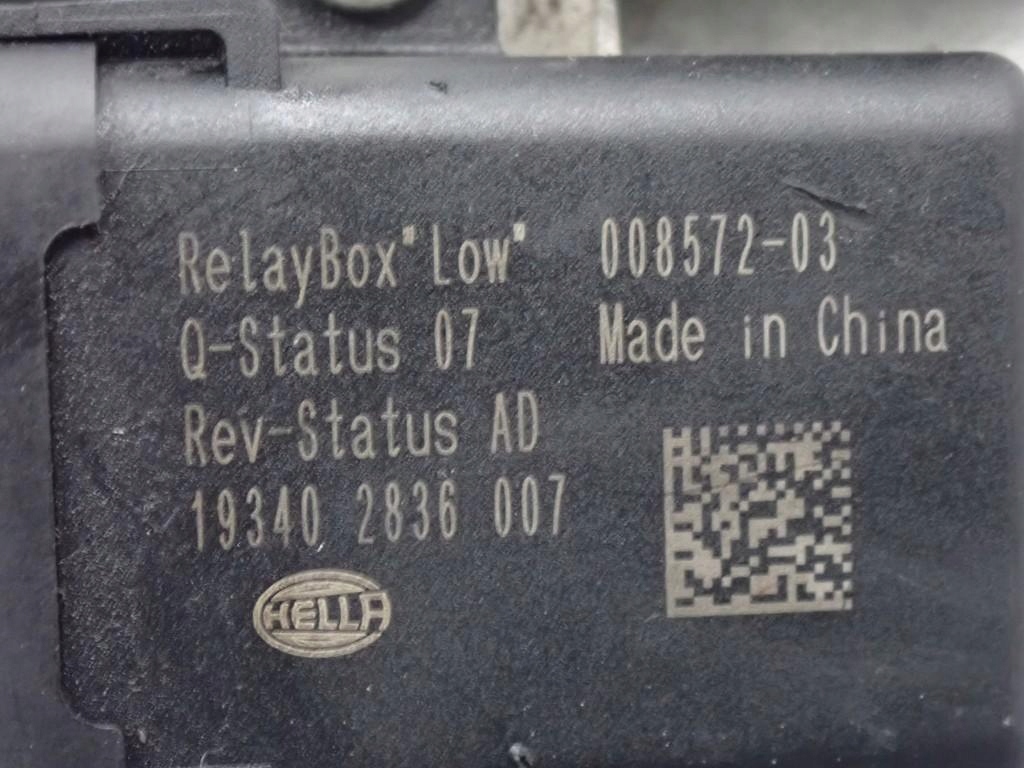 RelayBox"Low" 008572-03
Q-Status 07 Made in China
Rev-Status AD
19340 2836 007
HELLA